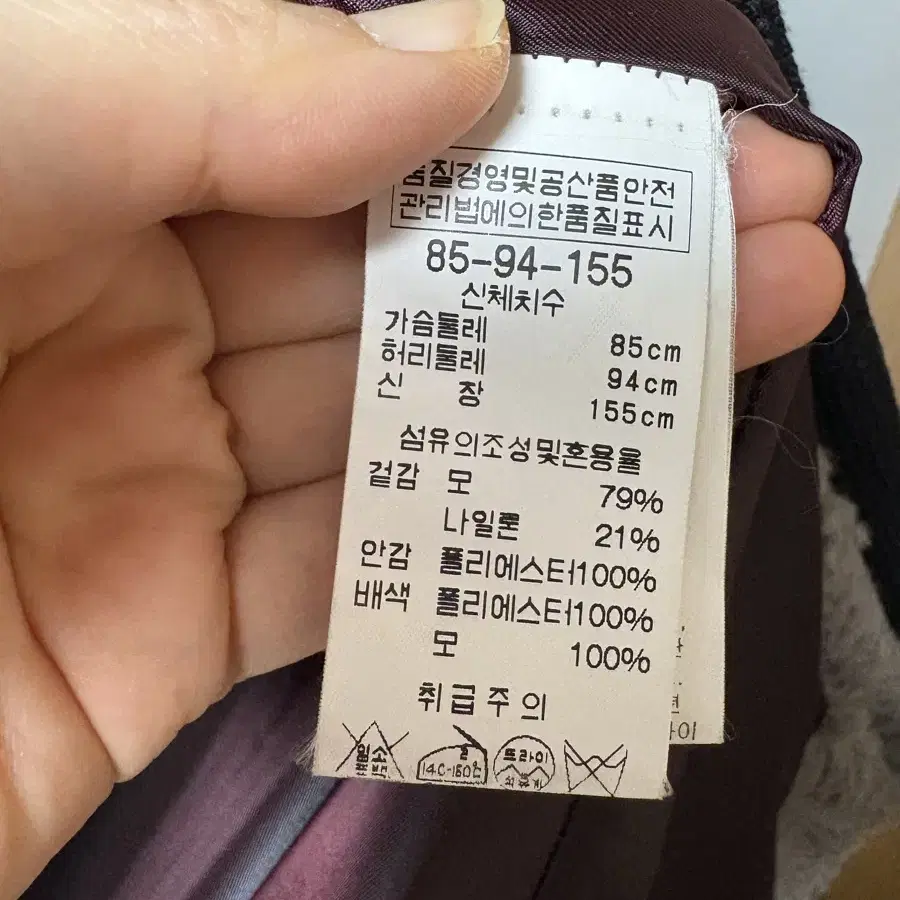 품질경영및공산품안전
관리법에의한품질표시
85-94-155
신체치수
가슴둘레 85cm
허리둘레 94cm
신 장 155cm
섬유의조성및혼용율
겉감 모 79%
나일론 21%
안감 폴리에스터100%
배색 폴리에스터100%
모 100%
취급주의
염소
드라이